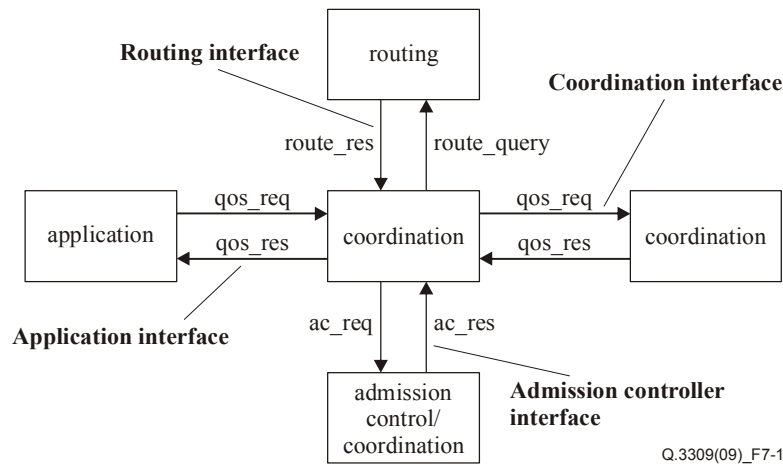 Routing interface
routing
Coordination interface
route_res
route_query
application
qos_req
qos_res
coordination
qos_req
qos_res
coordination
Application interface
ac_req
ac_res
admission
control/
coordination
Admission controller
interface
Q.3309(09)_F7-1